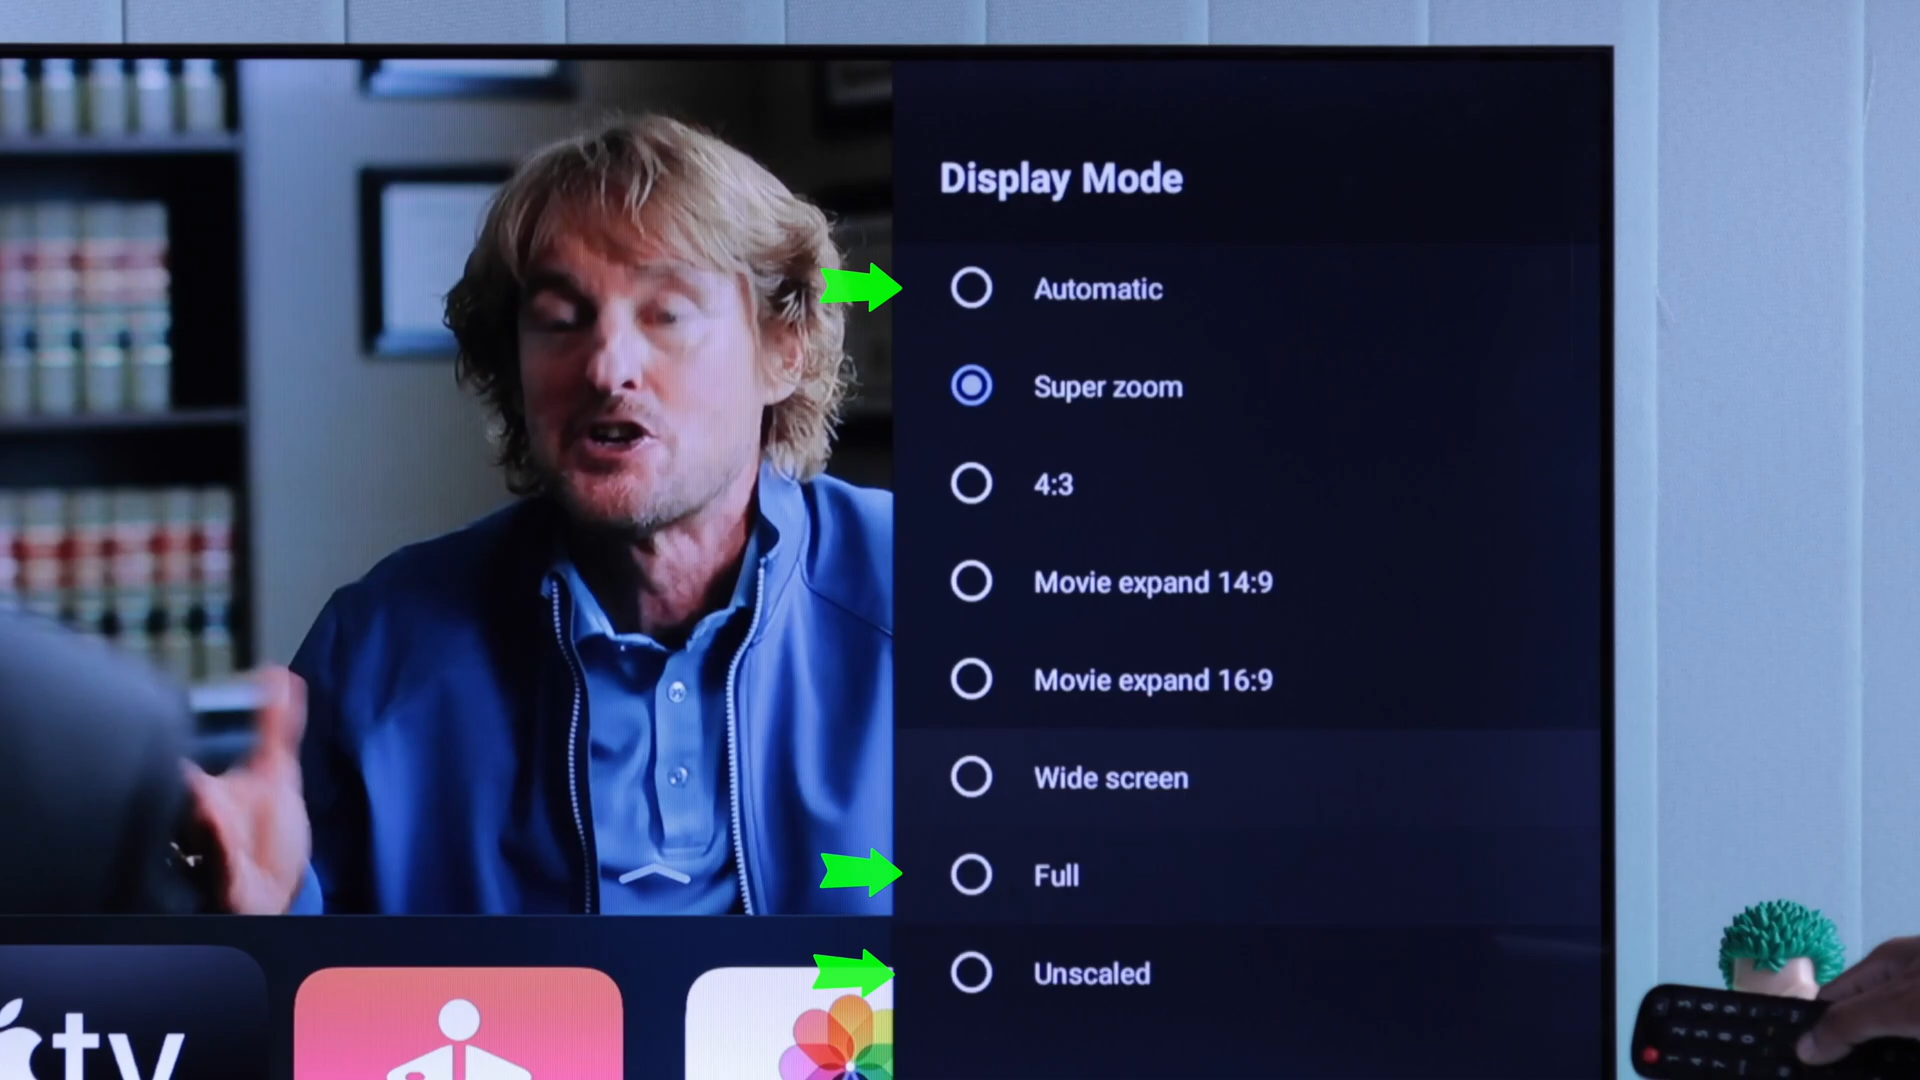 Display Mode
Automatic
Super zoom
4:3
Movie expand 14:9
Movie expand 16:9
Wide screen
Full
Unscaled
tv